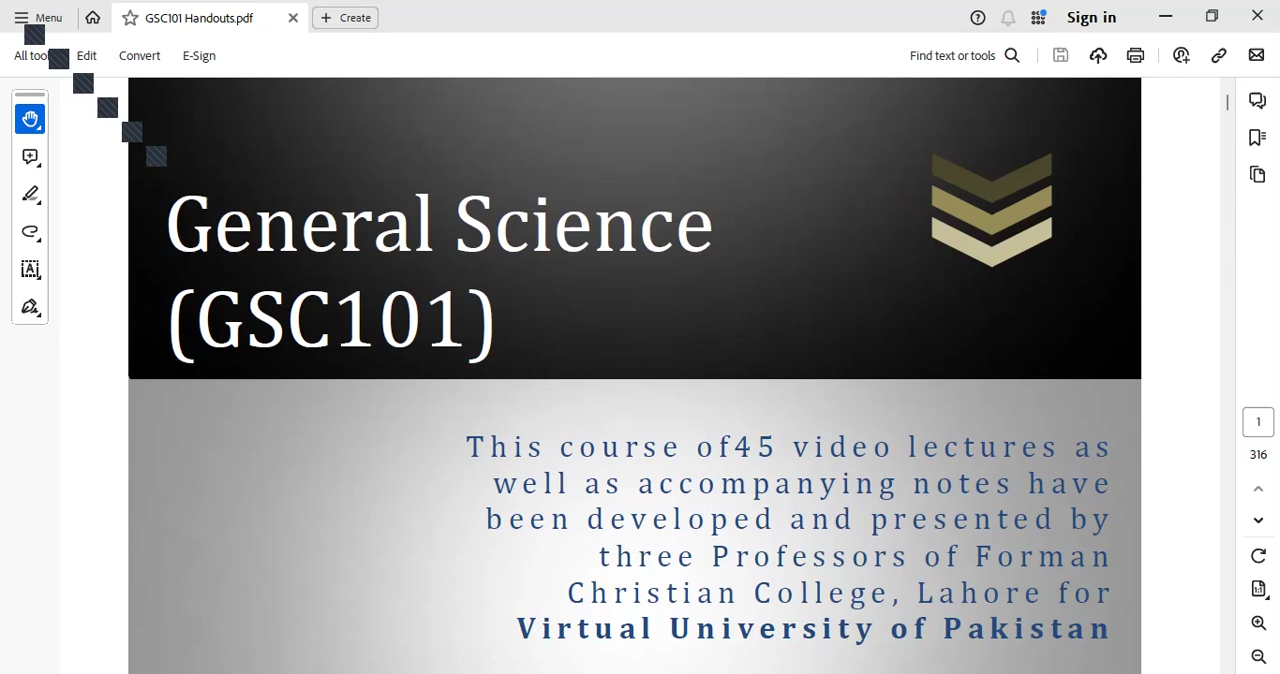 Menu
GSC101 Handouts.pdf
Create
Sign in
All too
Edit
Convert
E-Sign
Find text or tools
General Science
(GSC101)
This course of45 video lectures as
well as accompanying notes have
been developed and presented by
three Professors of Forman
Christian College, Lahore for
Virtual University of Pakistan
1
316